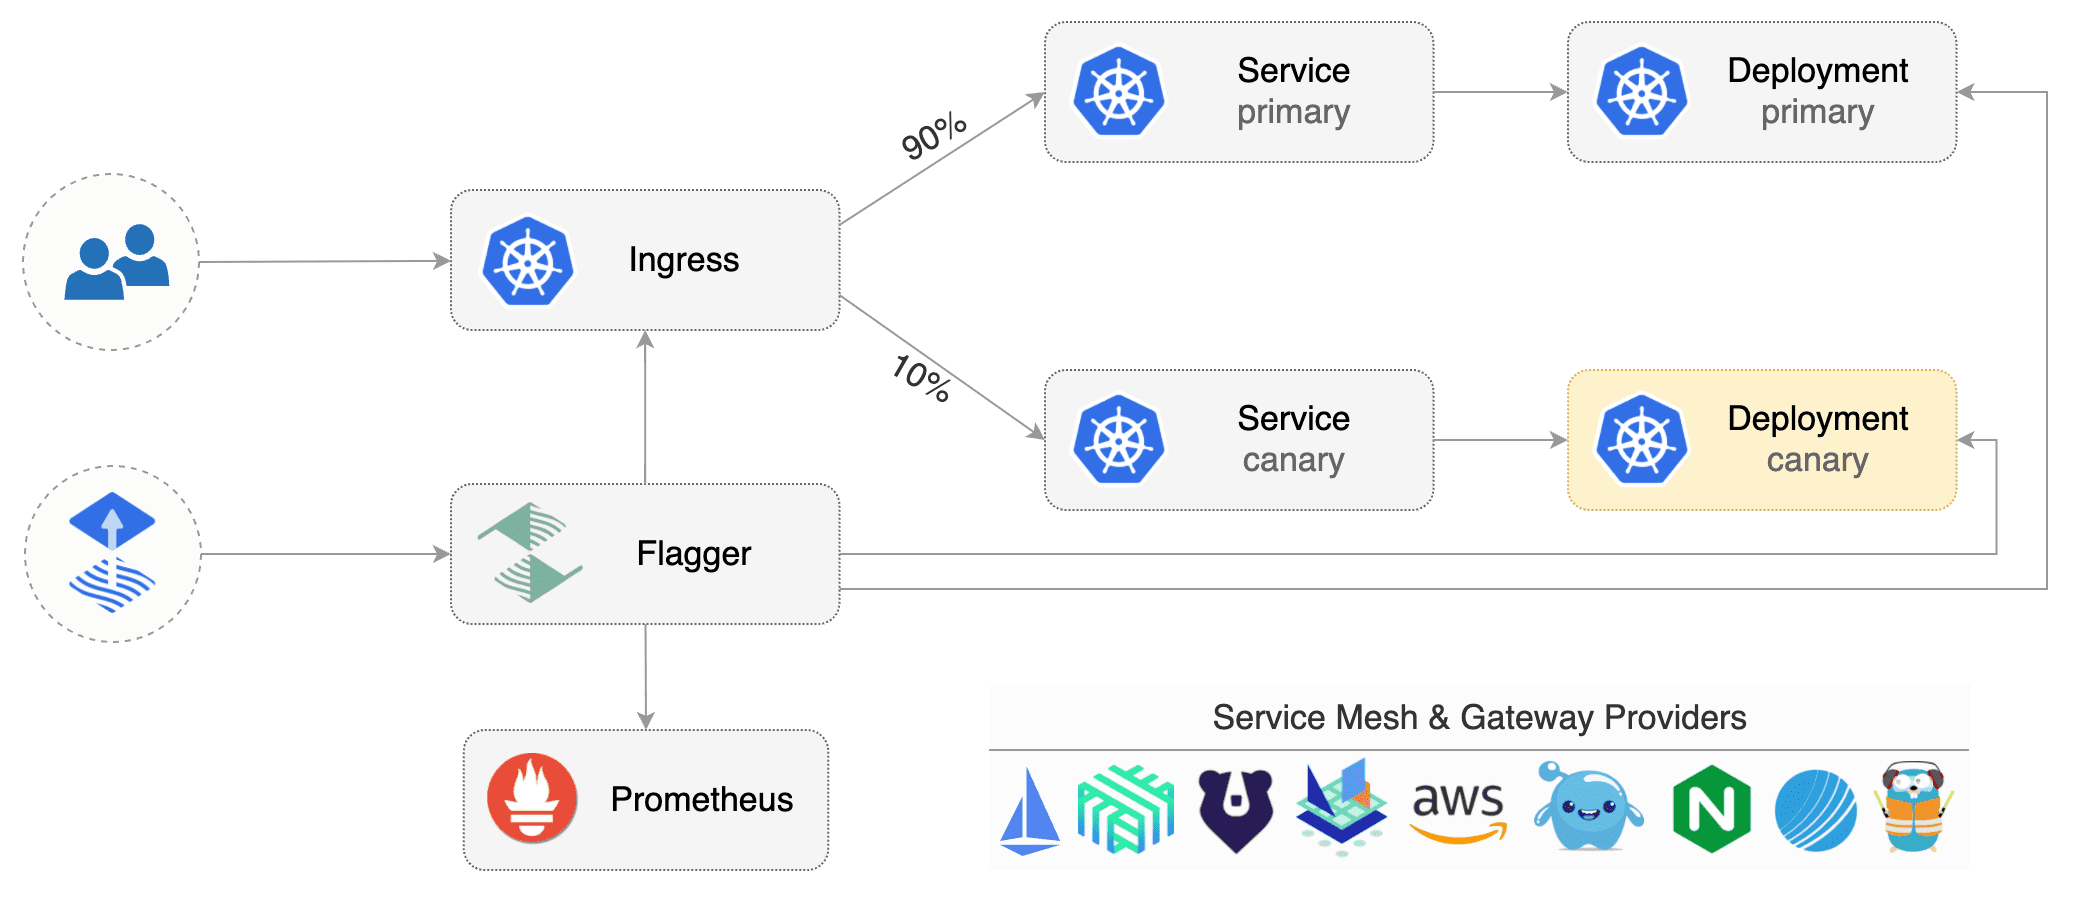 90%
Service
primary
Deployment
primary
Ingress
10%
Service
canary
Deployment
canary
Flagger
Prometheus
Service Mesh & Gateway Providers
aws
N